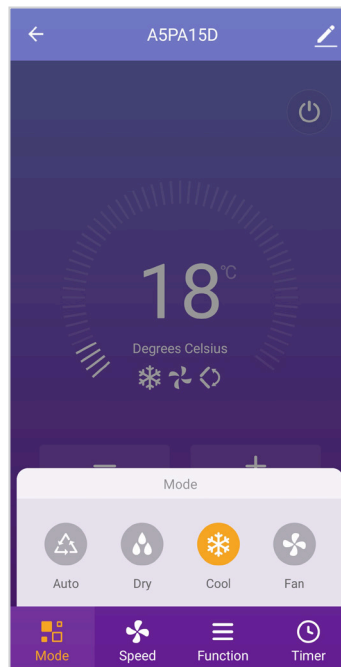 A5PA15D
18°C
Degrees Celsius
Mode
Auto Dry Cool Fan
Mode Speed Function Timer